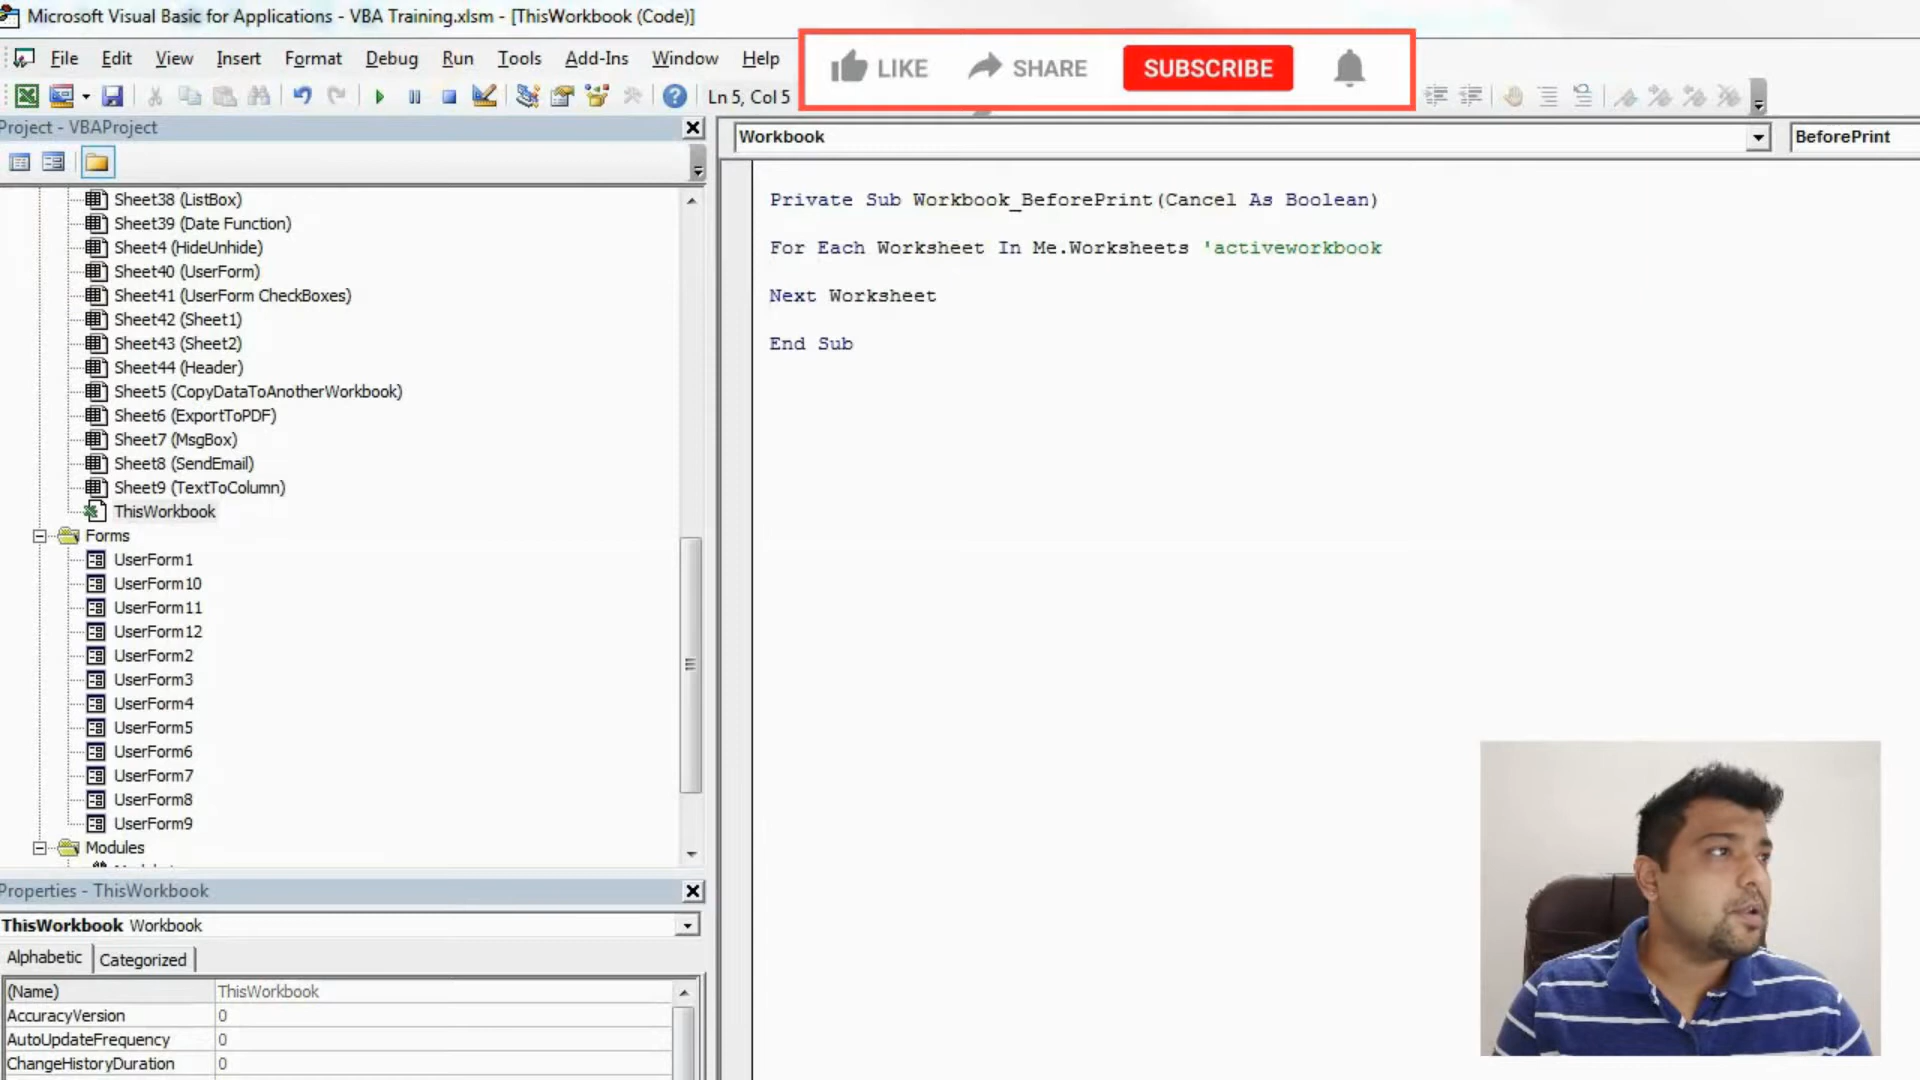 Microsoft Visual Basic for Applications - VBA Training.xlsm - [ThisWorkbook (Code)]
File Edit View Insert Format Debug Run Tools Add-Ins Window Help
LIKE SHARE SUBSCRIBE
Ln 5, Col 5
Project - VBAProject
Workbook
BeforePrint
Sheet38 (ListBox)
Sheet39 (Date Function)
Sheet4 (HideUnhide)
Sheet40 (UserForm)
Sheet41 (UserForm CheckBoxes)
Sheet42 (Sheet1)
Sheet43 (Sheet2)
Sheet44 (Header)
Sheet5 (CopyDataToAnotherWorkbook)
Sheet6 (ExportToPDF)
Sheet7 (MsgBox)
Sheet8 (SendEmail)
Sheet9 (TextToColumn)
ThisWorkbook
Forms
UserForm1
UserForm10
UserForm11
UserForm12
UserForm2
UserForm3
UserForm4
UserForm5
UserForm6
UserForm7
UserForm8
UserForm9
Modules
Private Sub Workbook_BeforePrint(Cancel As Boolean)
For Each Worksheet In Me.Worksheets 'activeworkbook
Next Worksheet
End Sub
Properties - ThisWorkbook
ThisWorkbook Workbook
Alphabetic Categorized
(Name) ThisWorkbook
AccuracyVersion 0
AutoUpdateFrequency 0
ChangeHistoryDuration 0